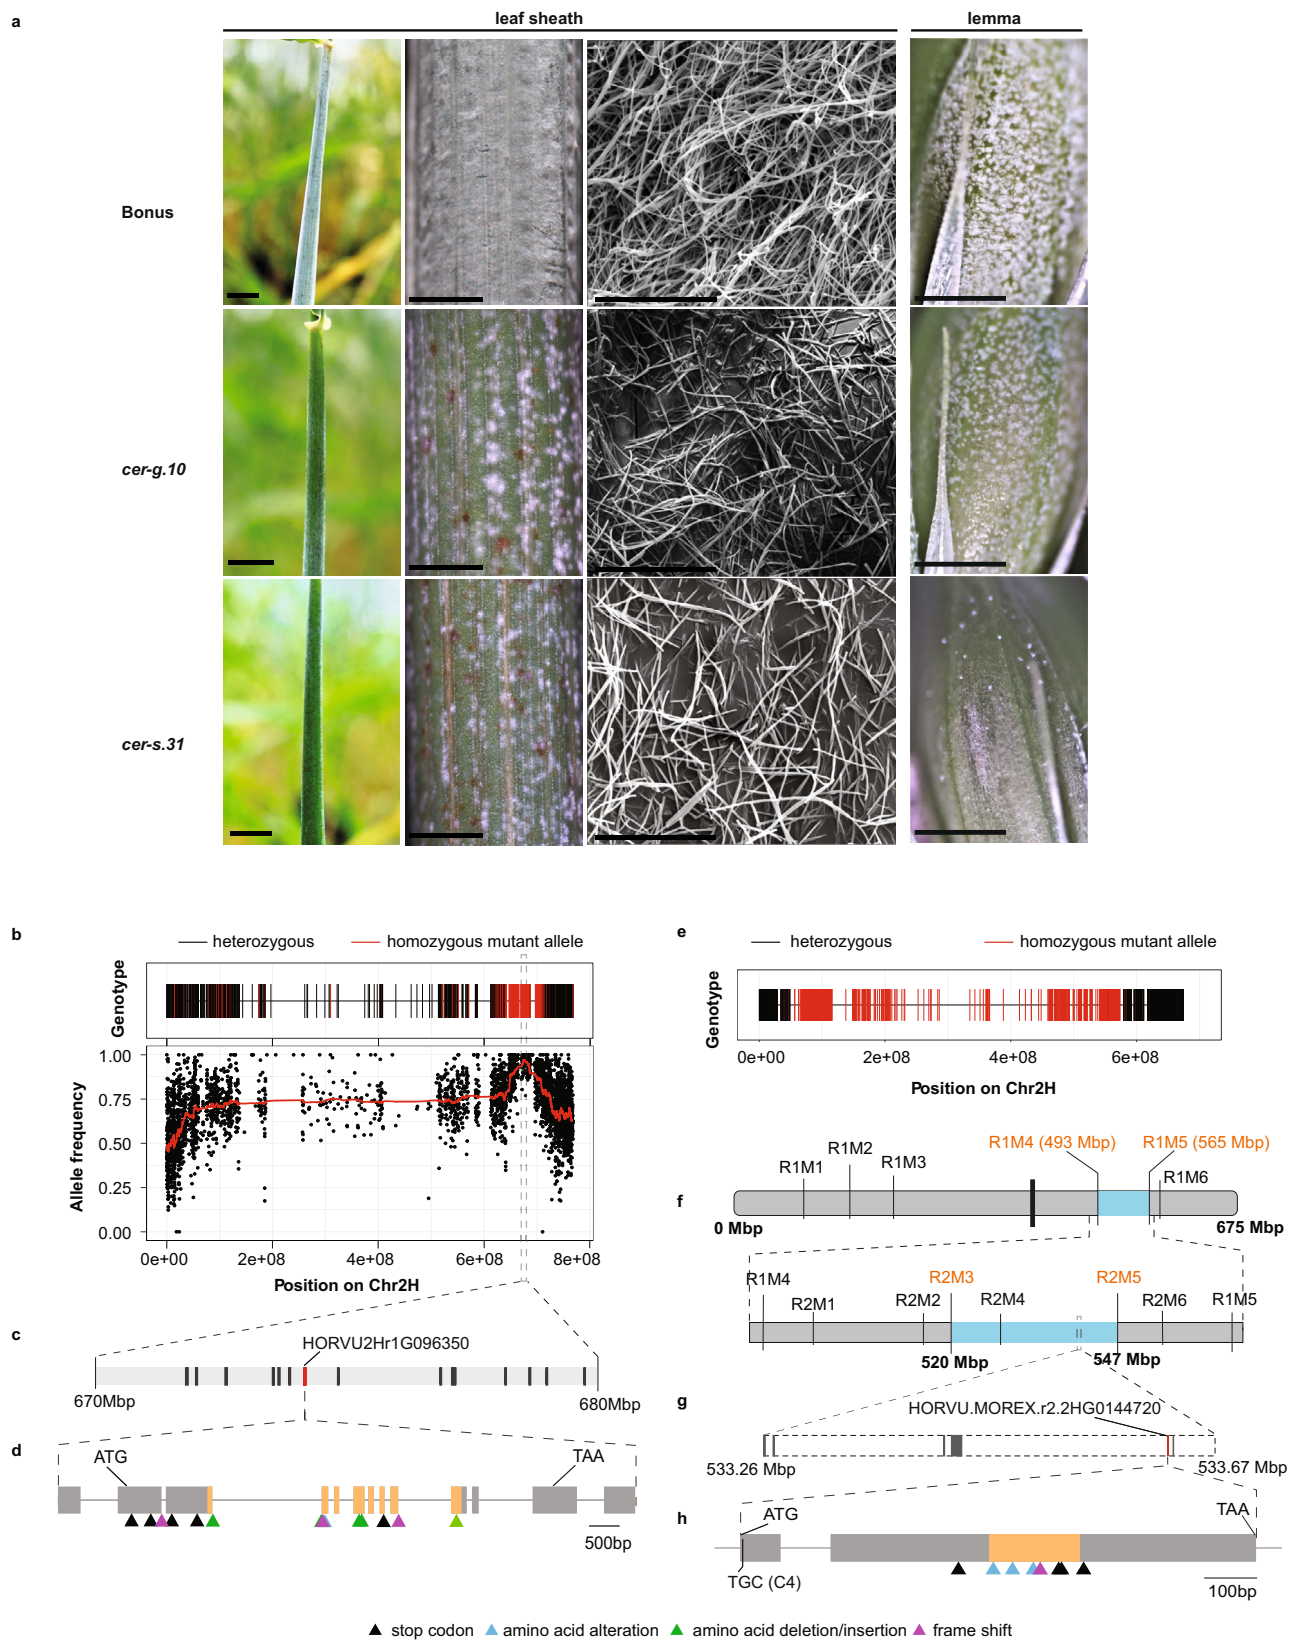 a
leaf sheath
lemma
Bonus
cer-g.10
cer-s.31
b
heterozygous
homozygous mutant allele
Genotype
1.00
0.75
0.50
0.25
0.00
Allele frequency
0e+00
2e+08
4e+08
6e+08
8e+08
Position on Chr2H
c
HORVU2Hr1G096350
670Mbp
680Mbp
d
ATG
TAA
500bp
e
heterozygous
homozygous mutant allele
Genotype
0e+00
2e+08
4e+08
6e+08
Position on Chr2H
f
R1M1
R1M2
R1M3
R1M4 (493 Mbp)
R1M5 (565 Mbp)
R1M6
0 Mbp
675 Mbp
R1M4
R2M1
R2M2
R2M3
R2M4
R2M5
R2M6
R1M5
520 Mbp
547 Mbp
g
HORVU.MOREX.r2.2HG0144720
533.26 Mbp
533.67 Mbp
h
ATG
TAA
TGC (C4)
100bp
stop codon
amino acid alteration
amino acid deletion/insertion
frame shift